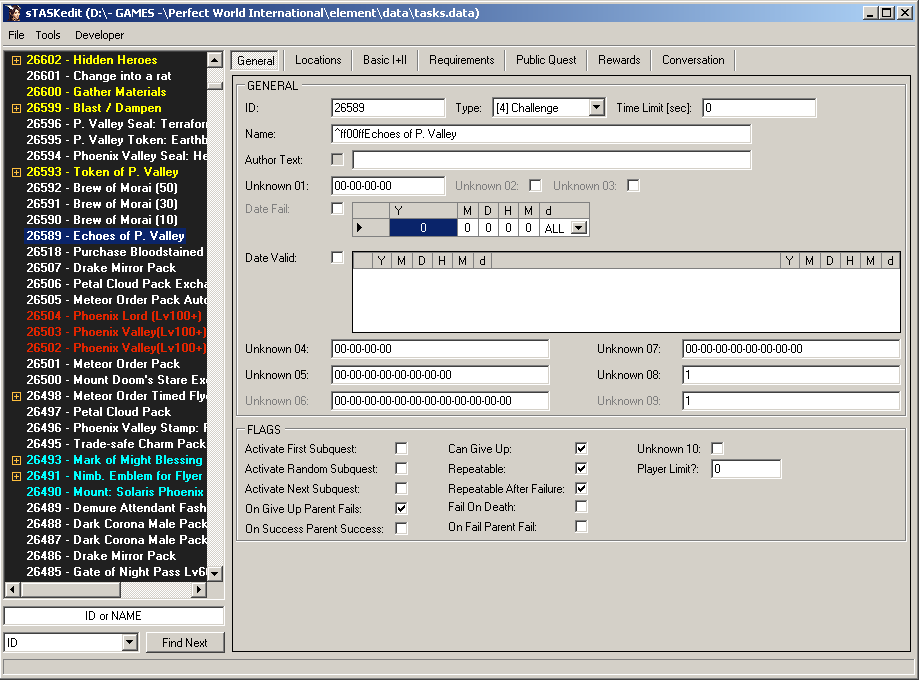 sTASKedit (D:\- GAMES -\Perfect World International\element\data\tasks.data)
File Tools Developer
26602 - Hidden Heroes
26601 - Change into a rat
26600 - Gather Materials
26599 - Blast / Dampen
26596 - P. Valley Seal: Terraforn
26595 - P. Valley Token: Earthb
26594 - Phoenix Valley Seal: He
26593 - Token of P. Valley
26592 - Brew of Morai (50)
26591 - Brew of Morai (30)
26590 - Brew of Morai (10)
26589 - Echoes of P. Valley
26518 - Purchase Bloodstained
26507 - Drake Mirror Pack
26506 - Petal Cloud Pack Excha
26505 - Meteor Order Pack Auto
26504 - Phoenix Lord (Lv100+)
26503 - Phoenix Valley(Lv100+)
26502 - Phoenix Valley(Lv100+)
26501 - Meteor Order Pack
26500 - Mount Doom's Stare Ex
26498 - Meteor Order Timed Flye
26497 - Petal Cloud Pack
26496 - Phoenix Valley Stamp: F
26495 - Trade-safe Charm Pack
26493 - Mark of Might Blessing
26491 - Nimb. Emblem for Flyer
26490 - Mount: Solaris Phoenix
26489 - Demure Attendant Fash
26488 - Dark Corona Male Pack
26487 - Dark Corona Male Pack
26486 - Drake Mirror Pack
26485 - Gate of Night Pass Lv60
ID or NAME
ID Find Next
General Locations Basic I+II Requirements Public Quest Rewards Conversation
GENERAL
ID: 26589 Type: [4] Challenge Time Limit [sec]: 0
Name: ^ff00ffEchoes of P. Valley
Author Text:
Unknown 01: 00-00-00-00 Unknown 02: Unknown 03:
Date Fail: Y M D H M d
0 0 0 0 0 ALL
Date Valid: Y M D H M d Y M D H M d
Unknown 04: 00-00-00-00 Unknown 07: 00-00-00-00-00-00-00-00
Unknown 05: 00-00-00-00-00-00-00-00 Unknown 08: 1
Unknown 06: 00-00-00-00-00-00-00-00-00-00-00-00 Unknown 09: 1
FLAGS
Activate First Subquest: Can Give Up: Unknown 10:
Activate Random Subquest: Repeatable: Player Limit?: 0
Activate Next Subquest: Repeatable After Failure:
On Give Up Parent Fails: Fail On Death:
On Success Parent Success: On Fail Parent Fail: